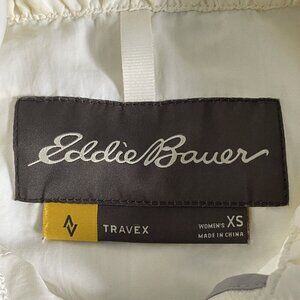 Eddie Bauer
TRAVEX
WOMEN'S XS
MADE IN CHINA